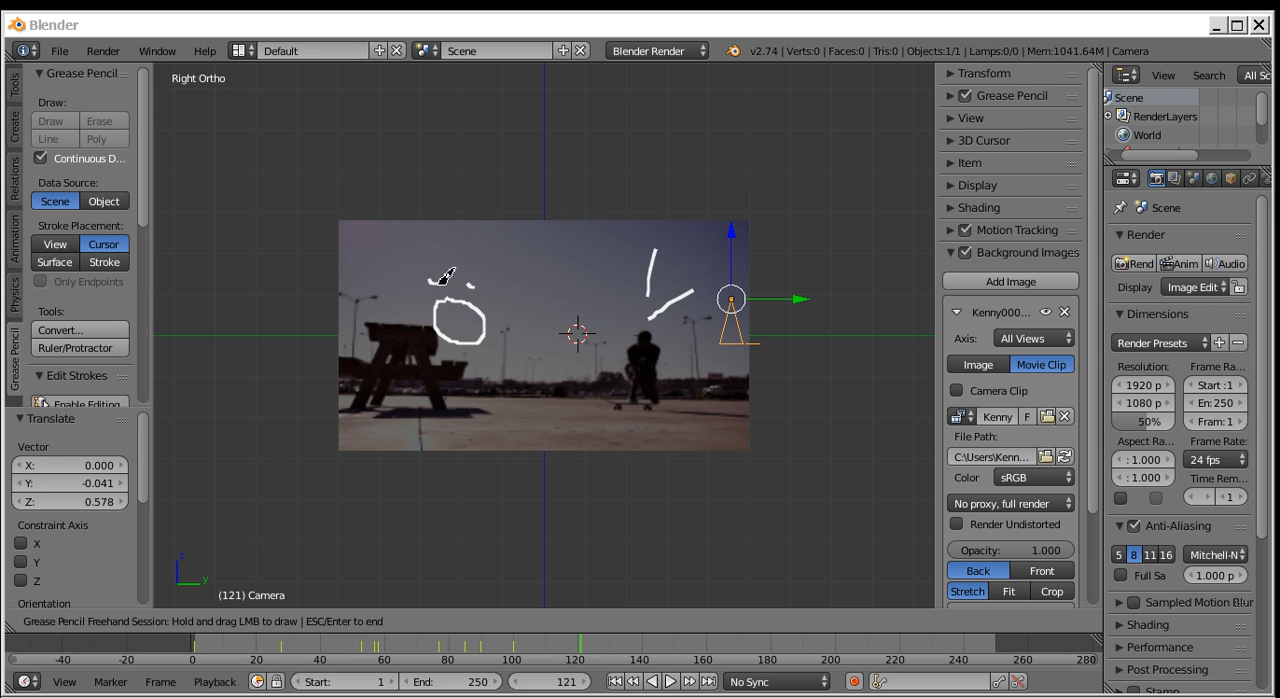 Blender
File Render Window Help Default Scene Blender Render v2.74 | Verts:0 | Faces:0 | Tris:0 | Objects:1/1 | Lamps:0/0 | Mem:1041.64M | Camera
Tools
Create
Relations
Animation
Physics
Grease Pencil
Grease Pencil
Draw:
Draw Erase
Line Poly
Continuous D...
Data Source:
Scene Object
Stroke Placement:
View Cursor
Surface Stroke
Only Endpoints
Tools:
Convert...
Ruler/Protractor
Edit Strokes
Enable Editing
Translate
Vector
X: 0.000
Y: -0.041
Z: 0.578
Constraint Axis
X
Y
Z
Orientation
Right Ortho
z
y
(121) Camera
Transform
Grease Pencil
View
3D Cursor
Item
Display
Shading
Motion Tracking
Background Images
Add Image
Kenny000...
Axis: All Views
Image Movie Clip
Camera Clip
Kenny F
File Path:
C:\Users\Kenn...
Color sRGB
No proxy, full render
Render Undistorted
Opacity: 1.000
Back Front
Stretch Fit Crop
View Search All Sc
Scene
RenderLayers
World
Scene
Render
Rend Anim Audio
Display Image Edit
Dimensions
Render Presets
Resolution: Frame Ra...
1920 p Start :1
1080 p En: 250
50% Fram: 1
Aspect Ra... Frame Rate:
: 1.000 24 fps
: 1.000 Time Rem...
1
Anti-Aliasing
5 8 11 16 Mitchell-N
Full Sa 1.000 p
Sampled Motion Blur
Shading
Performance
Post Processing
Stamp
Grease Pencil Freehand Session: Hold and drag LMB to draw | ESC/Enter to end
-40 -20 0 20 40 60 80 100 120 140 160 180 200 220 240 260 280
View Marker Frame Playback Start: 1 End: 250 121 No Sync